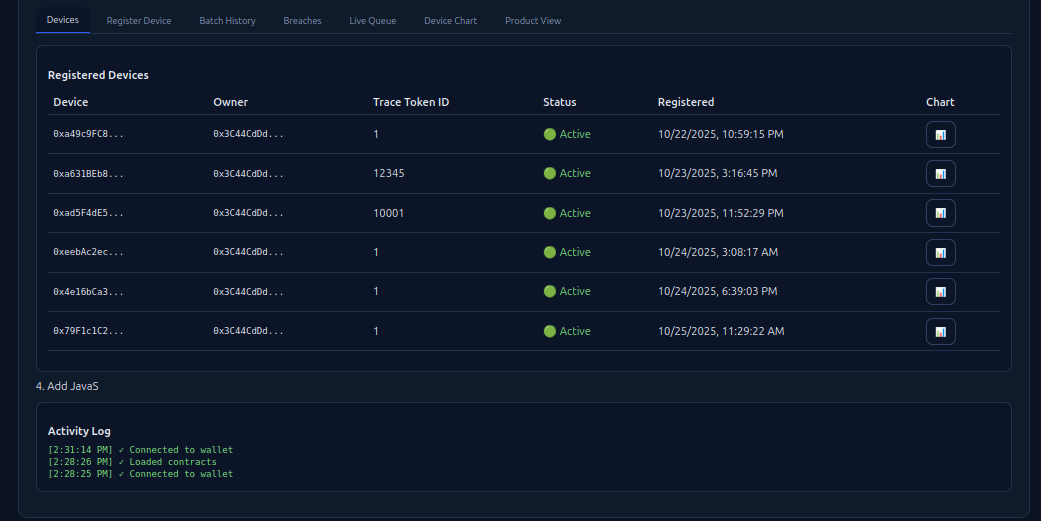 Devices Register Device Batch History Breaches Live Queue Device Chart Product View
Registered Devices
Device Owner Trace Token ID Status Registered Chart
0xa49c9FC8... 0x3C44CdDd... 1 Active 10/22/2025, 10:59:15 PM
0xa631BEb8... 0x3C44CdDd... 12345 Active 10/23/2025, 3:16:45 PM
0xad5F4dE5... 0x3C44CdDd... 10001 Active 10/23/2025, 11:52:29 PM
0xeebAc2ec... 0x3C44CdDd... 1 Active 10/24/2025, 3:08:17 AM
0x4e16bCa3... 0x3C44CdDd... 1 Active 10/24/2025, 6:39:03 PM
0x79F1c1C2... 0x3C44CdDd... 1 Active 10/25/2025, 11:29:22 AM
4. Add JavaS
Activity Log
[2:31:14 PM] ✓ Connected to wallet
[2:28:26 PM] ✓ Loaded contracts
[2:28:25 PM] ✓ Connected to wallet